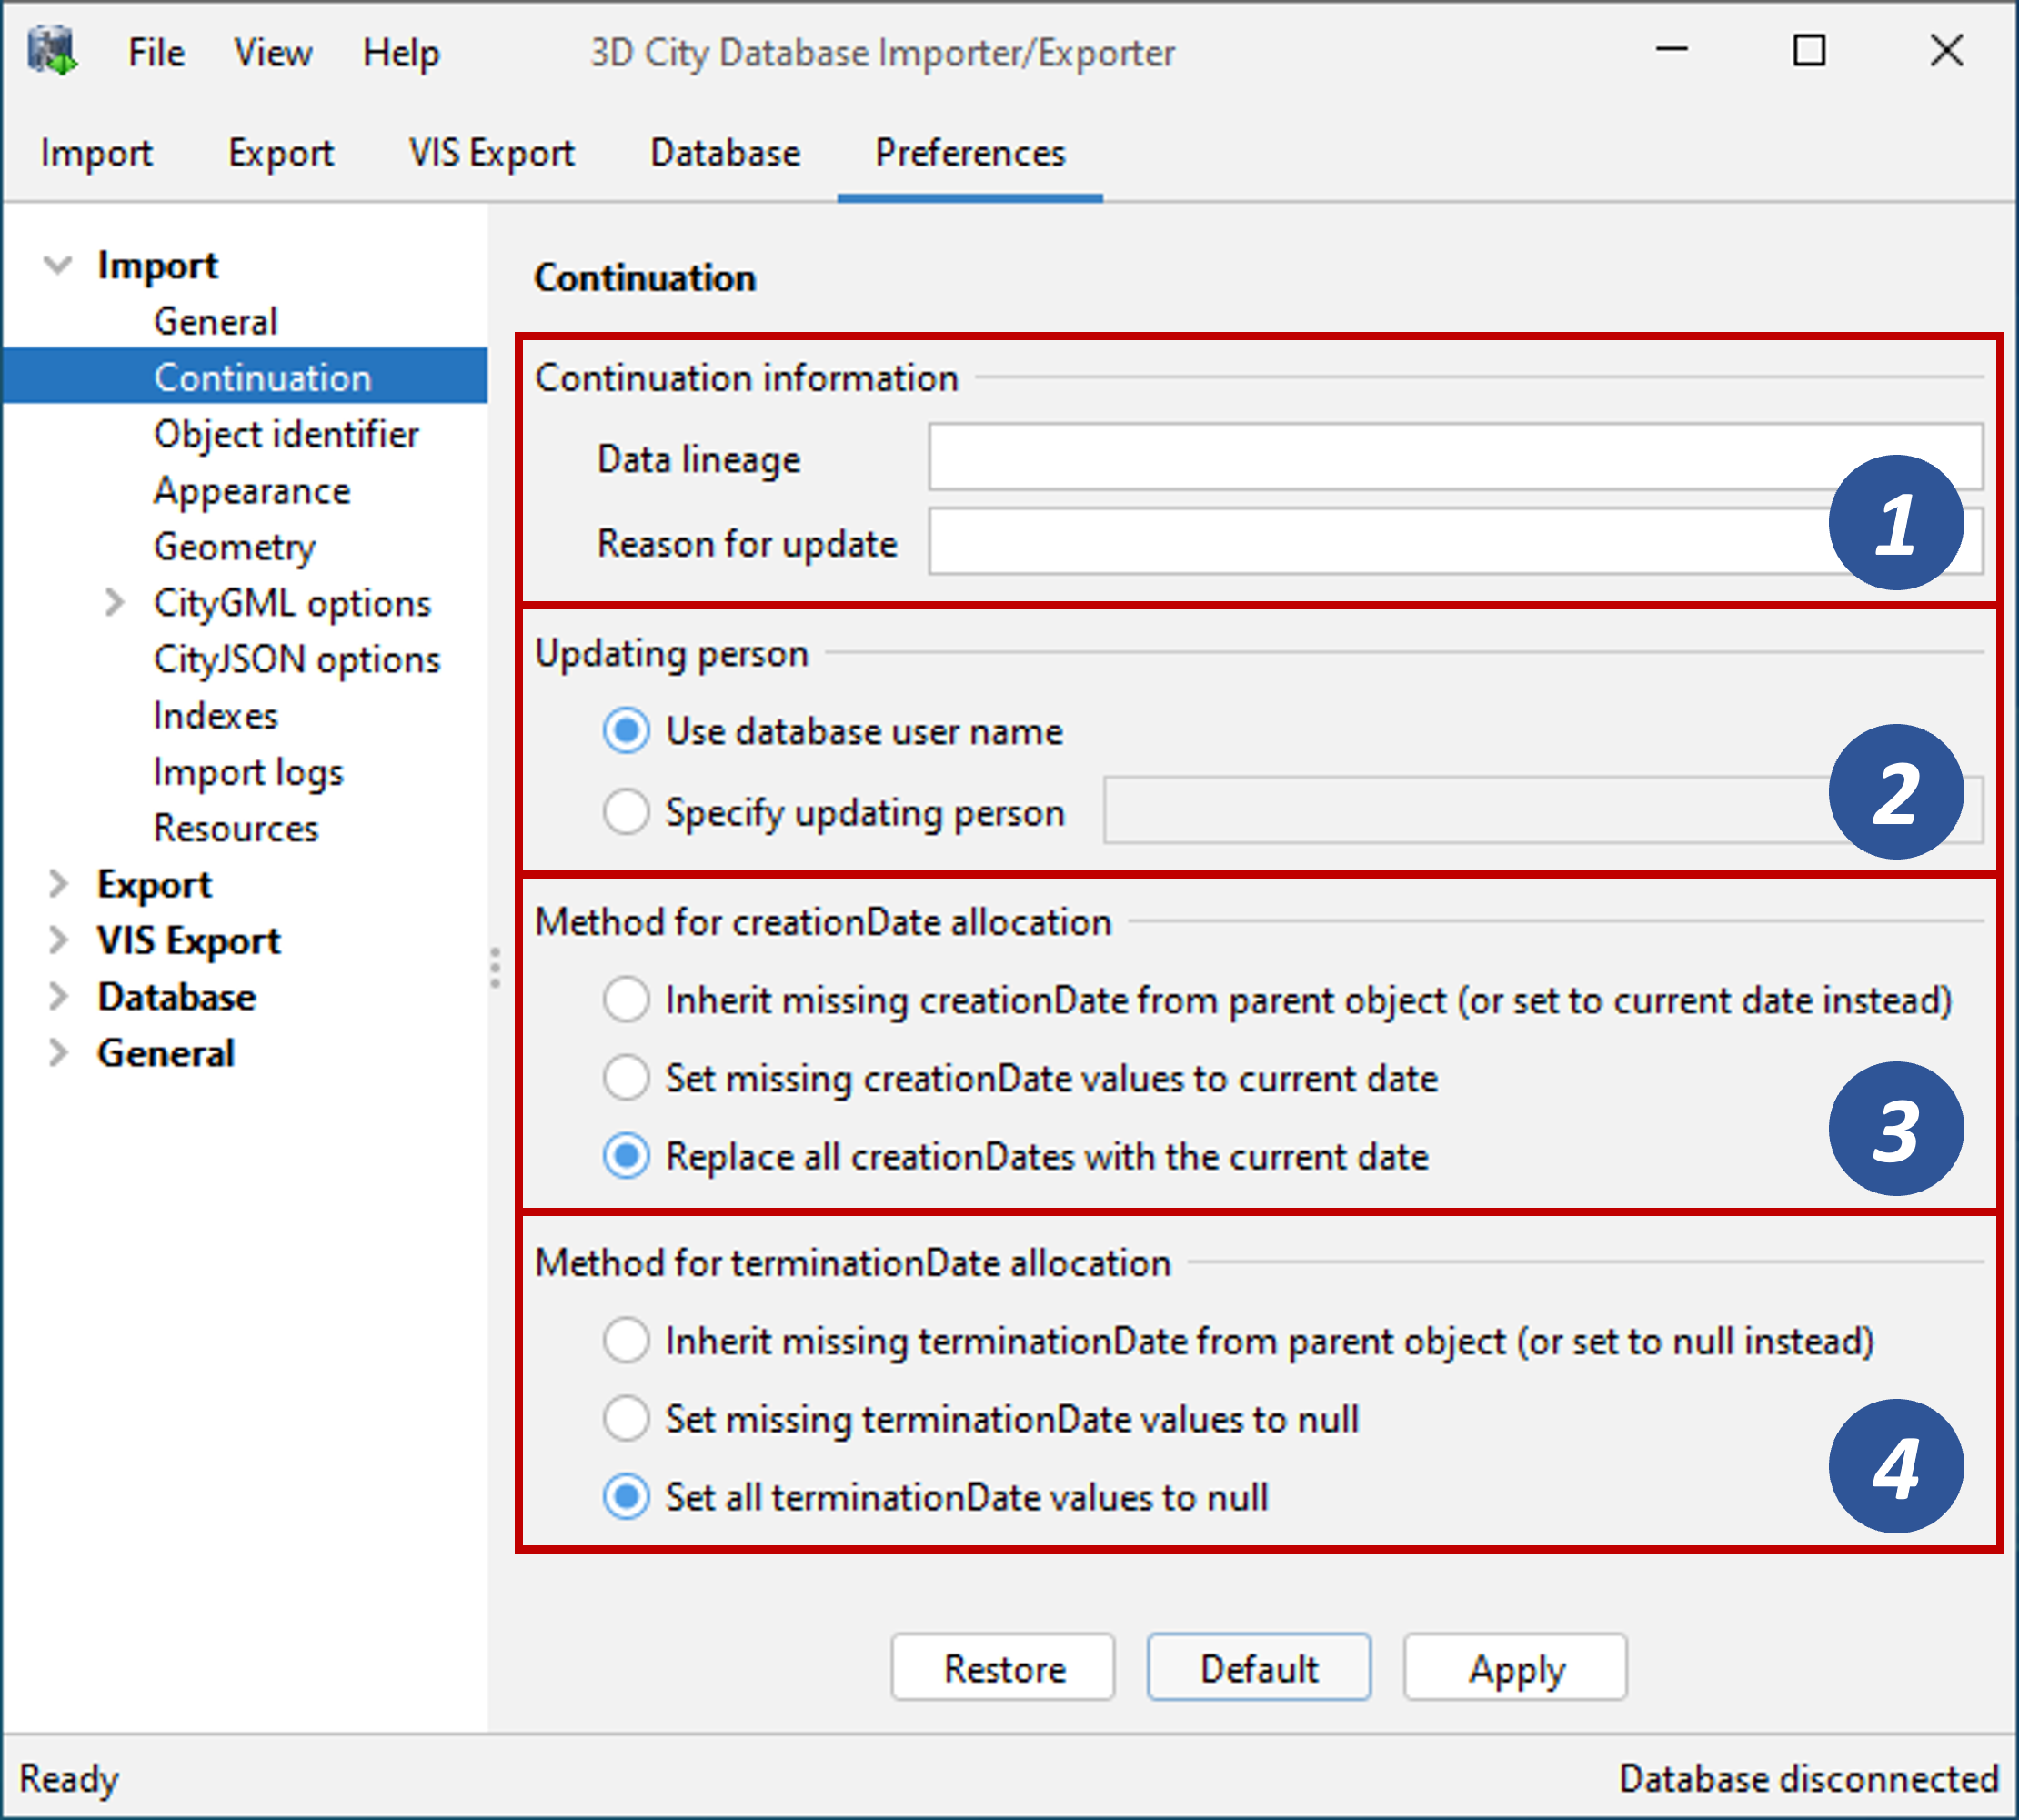 File View Help 3D City Database Importer/Exporter
Import Export VIS Export Database Preferences
Import
General
Continuation
Object identifier
Appearance
Geometry
CityGML options
CityJSON options
Indexes
Import logs
Resources
Export
VIS Export
Database
General
Continuation
Continuation information
Data lineage
Reason for update
1
Updating person
Use database user name
Specify updating person
2
Method for creationDate allocation
Inherit missing creationDate from parent object (or set to current date instead)
Set missing creationDate values to current date
Replace all creationDates with the current date
3
Method for terminationDate allocation
Inherit missing terminationDate from parent object (or set to null instead)
Set missing terminationDate values to null
Set all terminationDate values to null
4
Restore Default Apply
Ready Database disconnected